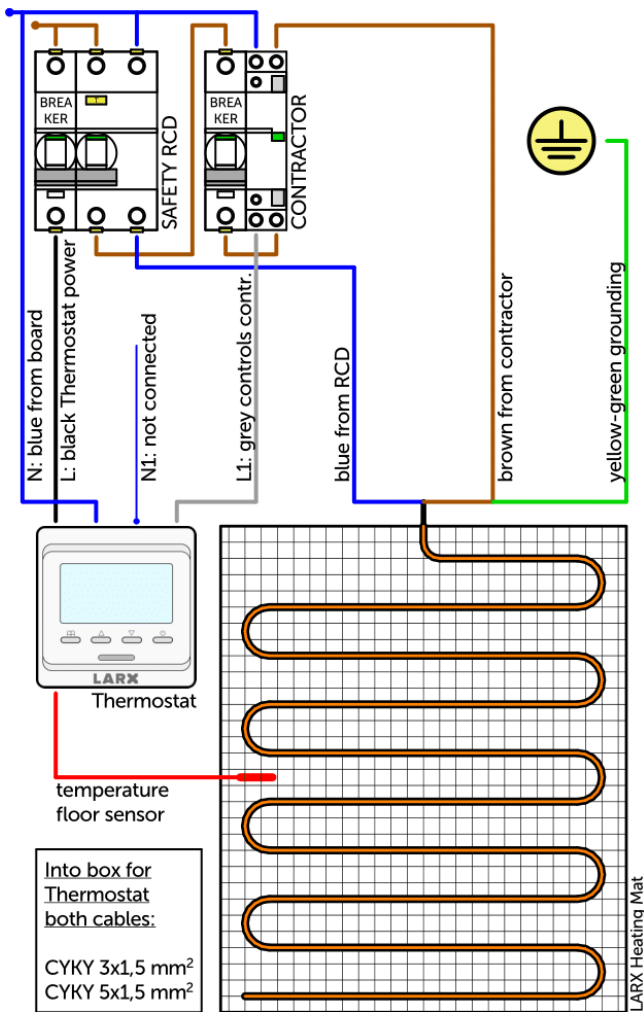 BREA
KER
SAFETY RCD
BREA
KER
CONTRACTOR
N: blue from board
L: black Thermostat power
N1: not connected
L1: grey controls contr.
blue from RCD
brown from contractor
yellow-green grounding
LARX
Thermostat
temperature
floor sensor
Into box for
Thermostat
both cables:
CYKY 3x1,5 mm²
CYKY 5x1,5 mm²
LARX Heating Mat